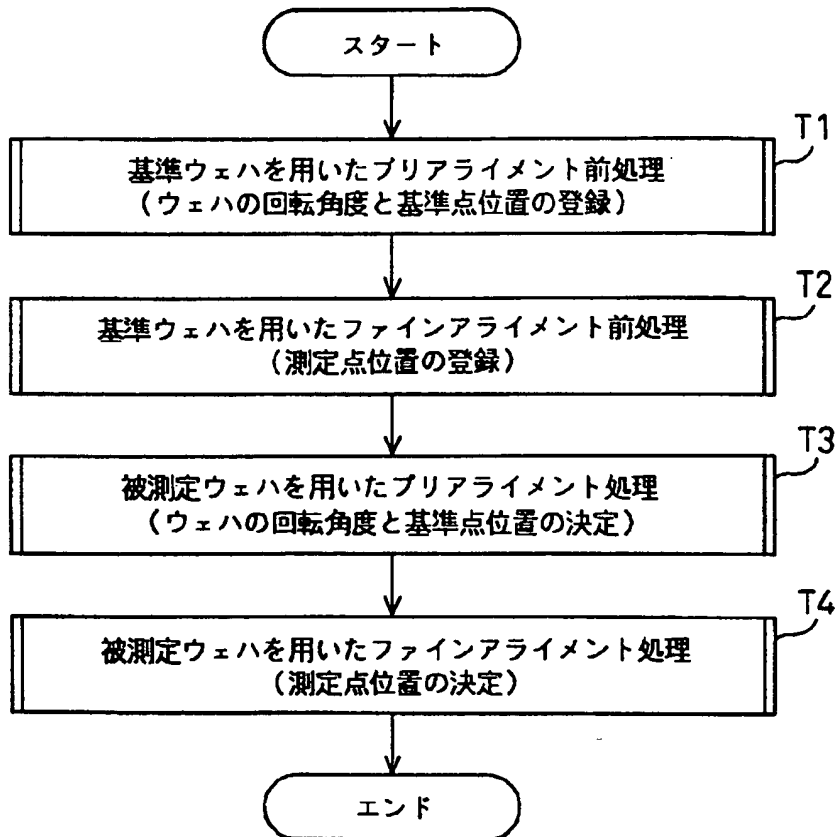 スタート
T1
基準ウェハを用いたプリアライメント前処理
(ウェハの回転角度と基準点位置の登録)
T2
基準ウェハを用いたファインアライメント前処理
(測定点位置の登録)
T3
被測定ウェハを用いたプリアライメント処理
(ウェハの回転角度と基準点位置の決定)
T4
被測定ウェハを用いたファインアライメント処理
(測定点位置の決定)
エンド